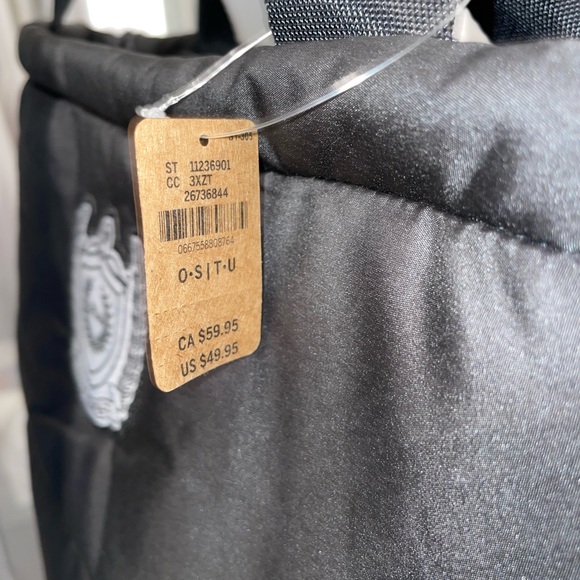 ST 11236901
CC 3XZT
26736844
0667558808764
O•S|T•U
CA $59.95
US $49.95